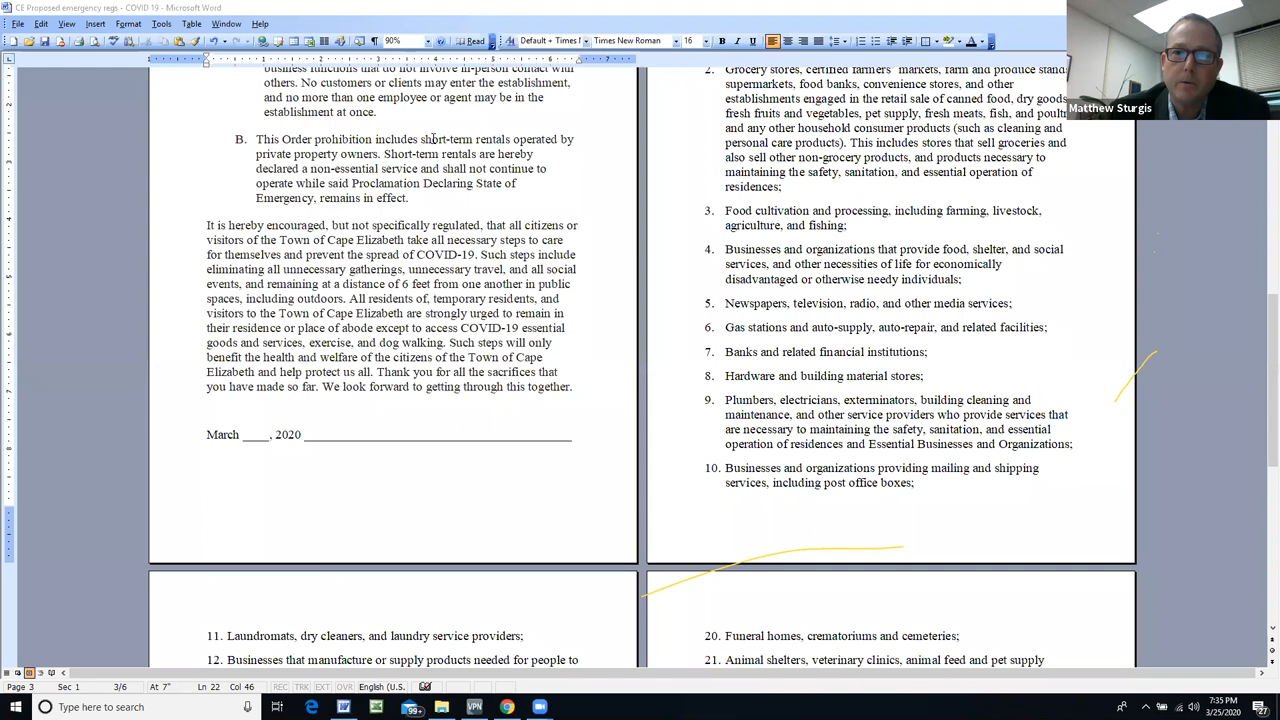 CE Proposed emergency regs - COVID 19 - Microsoft Word
File Edit View Insert Format Tools Table Window Help
90% Read Default + Times I Times New Roman 16 B I U
business functions that do not involve in-person contact with
others. No customers or clients may enter the establishment,
and no more than one employee or agent may be in the
establishment at once.
B. This Order prohibition includes short-term rentals operated by
private property owners. Short-term rentals are hereby
declared a non-essential service and shall not continue to
operate while said Proclamation Declaring State of
Emergency, remains in effect.
It is hereby encouraged, but not specifically regulated, that all citizens or
visitors of the Town of Cape Elizabeth take all necessary steps to care
for themselves and prevent the spread of COVID-19. Such steps include
eliminating all unnecessary gatherings, unnecessary travel, and all social
events, and remaining at a distance of 6 feet from one another in public
spaces, including outdoors. All residents of, temporary residents, and
visitors to the Town of Cape Elizabeth are strongly urged to remain in
their residence or place of abode except to access COVID-19 essential
goods and services, exercise, and dog walking. Such steps will only
benefit the health and welfare of the citizens of the Town of Cape
Elizabeth and help protect us all. Thank you for all the sacrifices that
you have made so far. We look forward to getting through this together.
March ____, 2020 ______________________________
2. Grocery stores, certified farmers' markets, farm and produce stand
supermarkets, food banks, convenience stores, and other
establishments engaged in the retail sale of canned food, dry goods
fresh fruits and vegetables, pet supply, fresh meats, fish, and poult
and any other household consumer products (such as cleaning and
personal care products). This includes stores that sell groceries and
also sell other non-grocery products, and products necessary to
maintaining the safety, sanitation, and essential operation of
residences;
3. Food cultivation and processing, including farming, livestock,
agriculture, and fishing;
4. Businesses and organizations that provide food, shelter, and social
services, and other necessities of life for economically
disadvantaged or otherwise needy individuals;
5. Newspapers, television, radio, and other media services;
6. Gas stations and auto-supply, auto-repair, and related facilities;
7. Banks and related financial institutions;
8. Hardware and building material stores;
9. Plumbers, electricians, exterminators, building cleaning and
maintenance, and other service providers who provide services that
are necessary to maintaining the safety, sanitation, and essential
operation of residences and Essential Businesses and Organizations;
10. Businesses and organizations providing mailing and shipping
services, including post office boxes;
11. Laundromats, dry cleaners, and laundry service providers;
12. Businesses that manufacture or supply products needed for people to
20. Funeral homes, crematoriums and cemeteries;
21. Animal shelters, veterinary clinics, animal feed and pet supply
Matthew Sturgis
Page 3 Sec 1 3/6 At 7" Ln 22 Col 46 REC TRK EXT OVR English (U.S.
Type here to search
99+
VPN
7:35 PM
3/25/2020
27